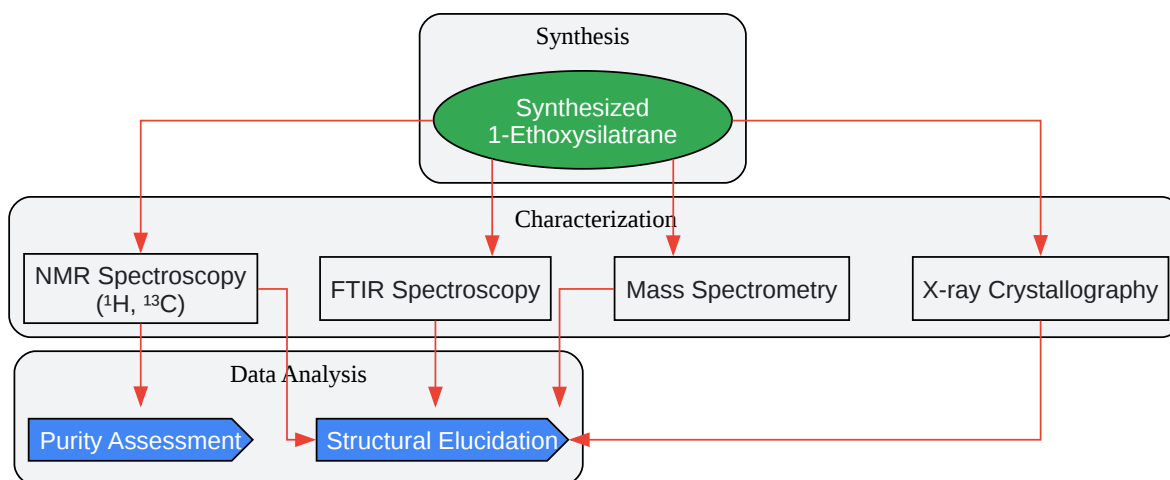 Synthesis
Synthesized
1-Ethoxysilatrane
Characterization
NMR Spectroscopy
(¹H, ¹³C)
FTIR Spectroscopy
Mass Spectrometry
X-ray Crystallography
Data Analysis
Purity Assessment
Structural Elucidation